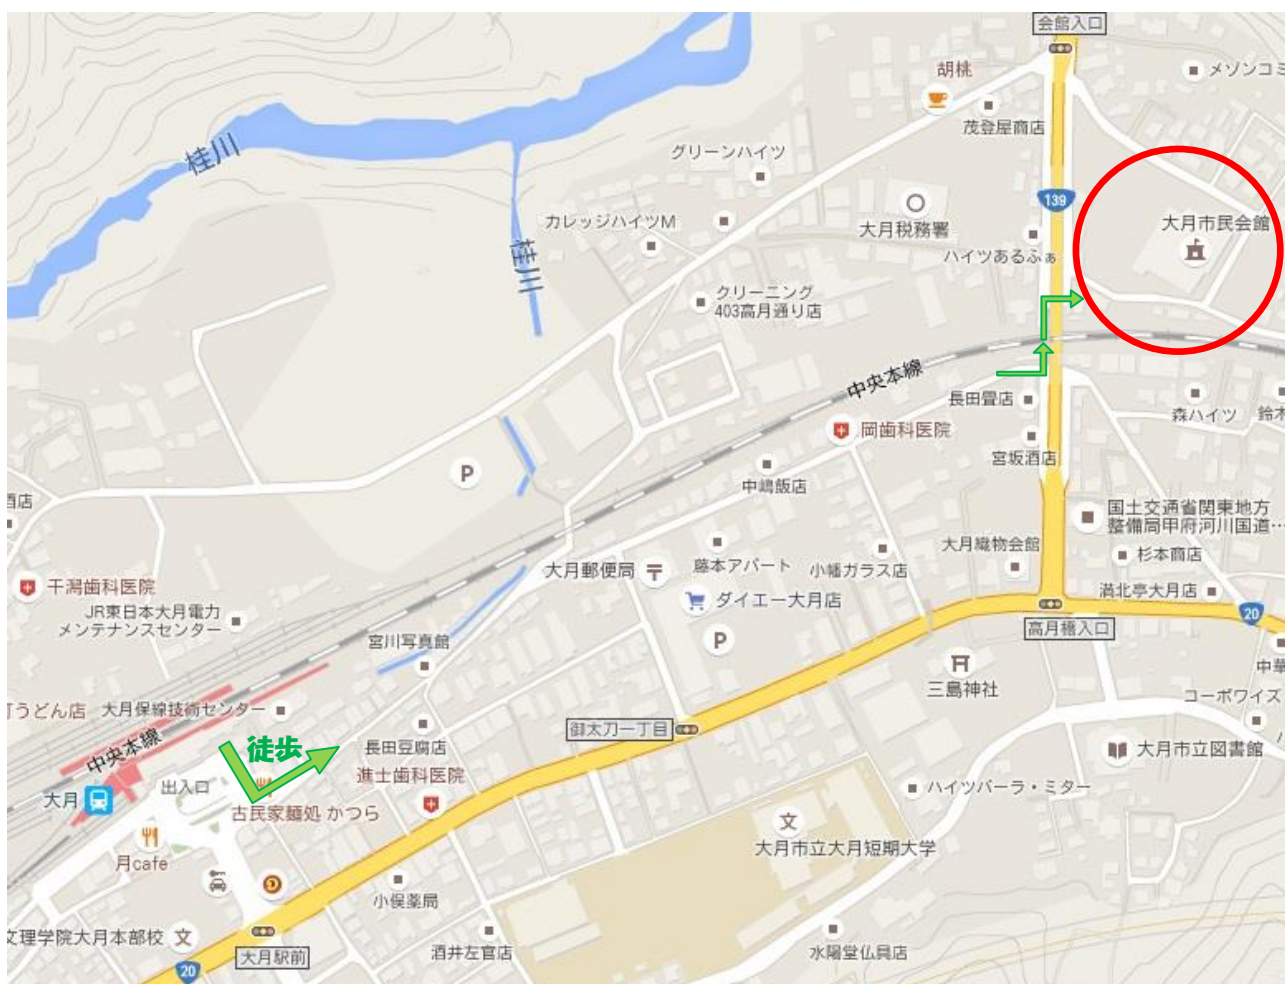 会館入口
胡桃
メゾンコミ
茂登屋商店
桂川
グリーンハイツ
139
カレッジハイツM
大月税務署
大月市民会館
桂川
ハイツあるふぁ
クリーニング
403高月通り店
中央本線
長田畳店
森ハイツ
鈴木
岡歯科医院
宮坂酒店
P
中嶋飯店
酒店
国土交通省関東地方
整備局甲府河川国道…
大月織物会館
杉本商店
大月郵便局
藤本アパート
小幡ガラス店
干潟歯科医院
満北亭大月店
ダイエー大月店
JR東日本大月電力
メンテナンスセンター
20
高月橋入口
宮川写真館
P
中華
三島神社
コーポワイズ
うどん店
大月保線技術センター
御太刀一丁目
中央本線
徒歩
長田豆腐店
大月市立図書館
進士歯科医院
出入口
大月
ハイツパーラ・ミター
古民家麺処 かつら
文
大月市立大月短期大学
月cafe
小俣薬局
文理学院大月本部校
文
大月駅前
酒井左官店
水陽堂仏具店
20